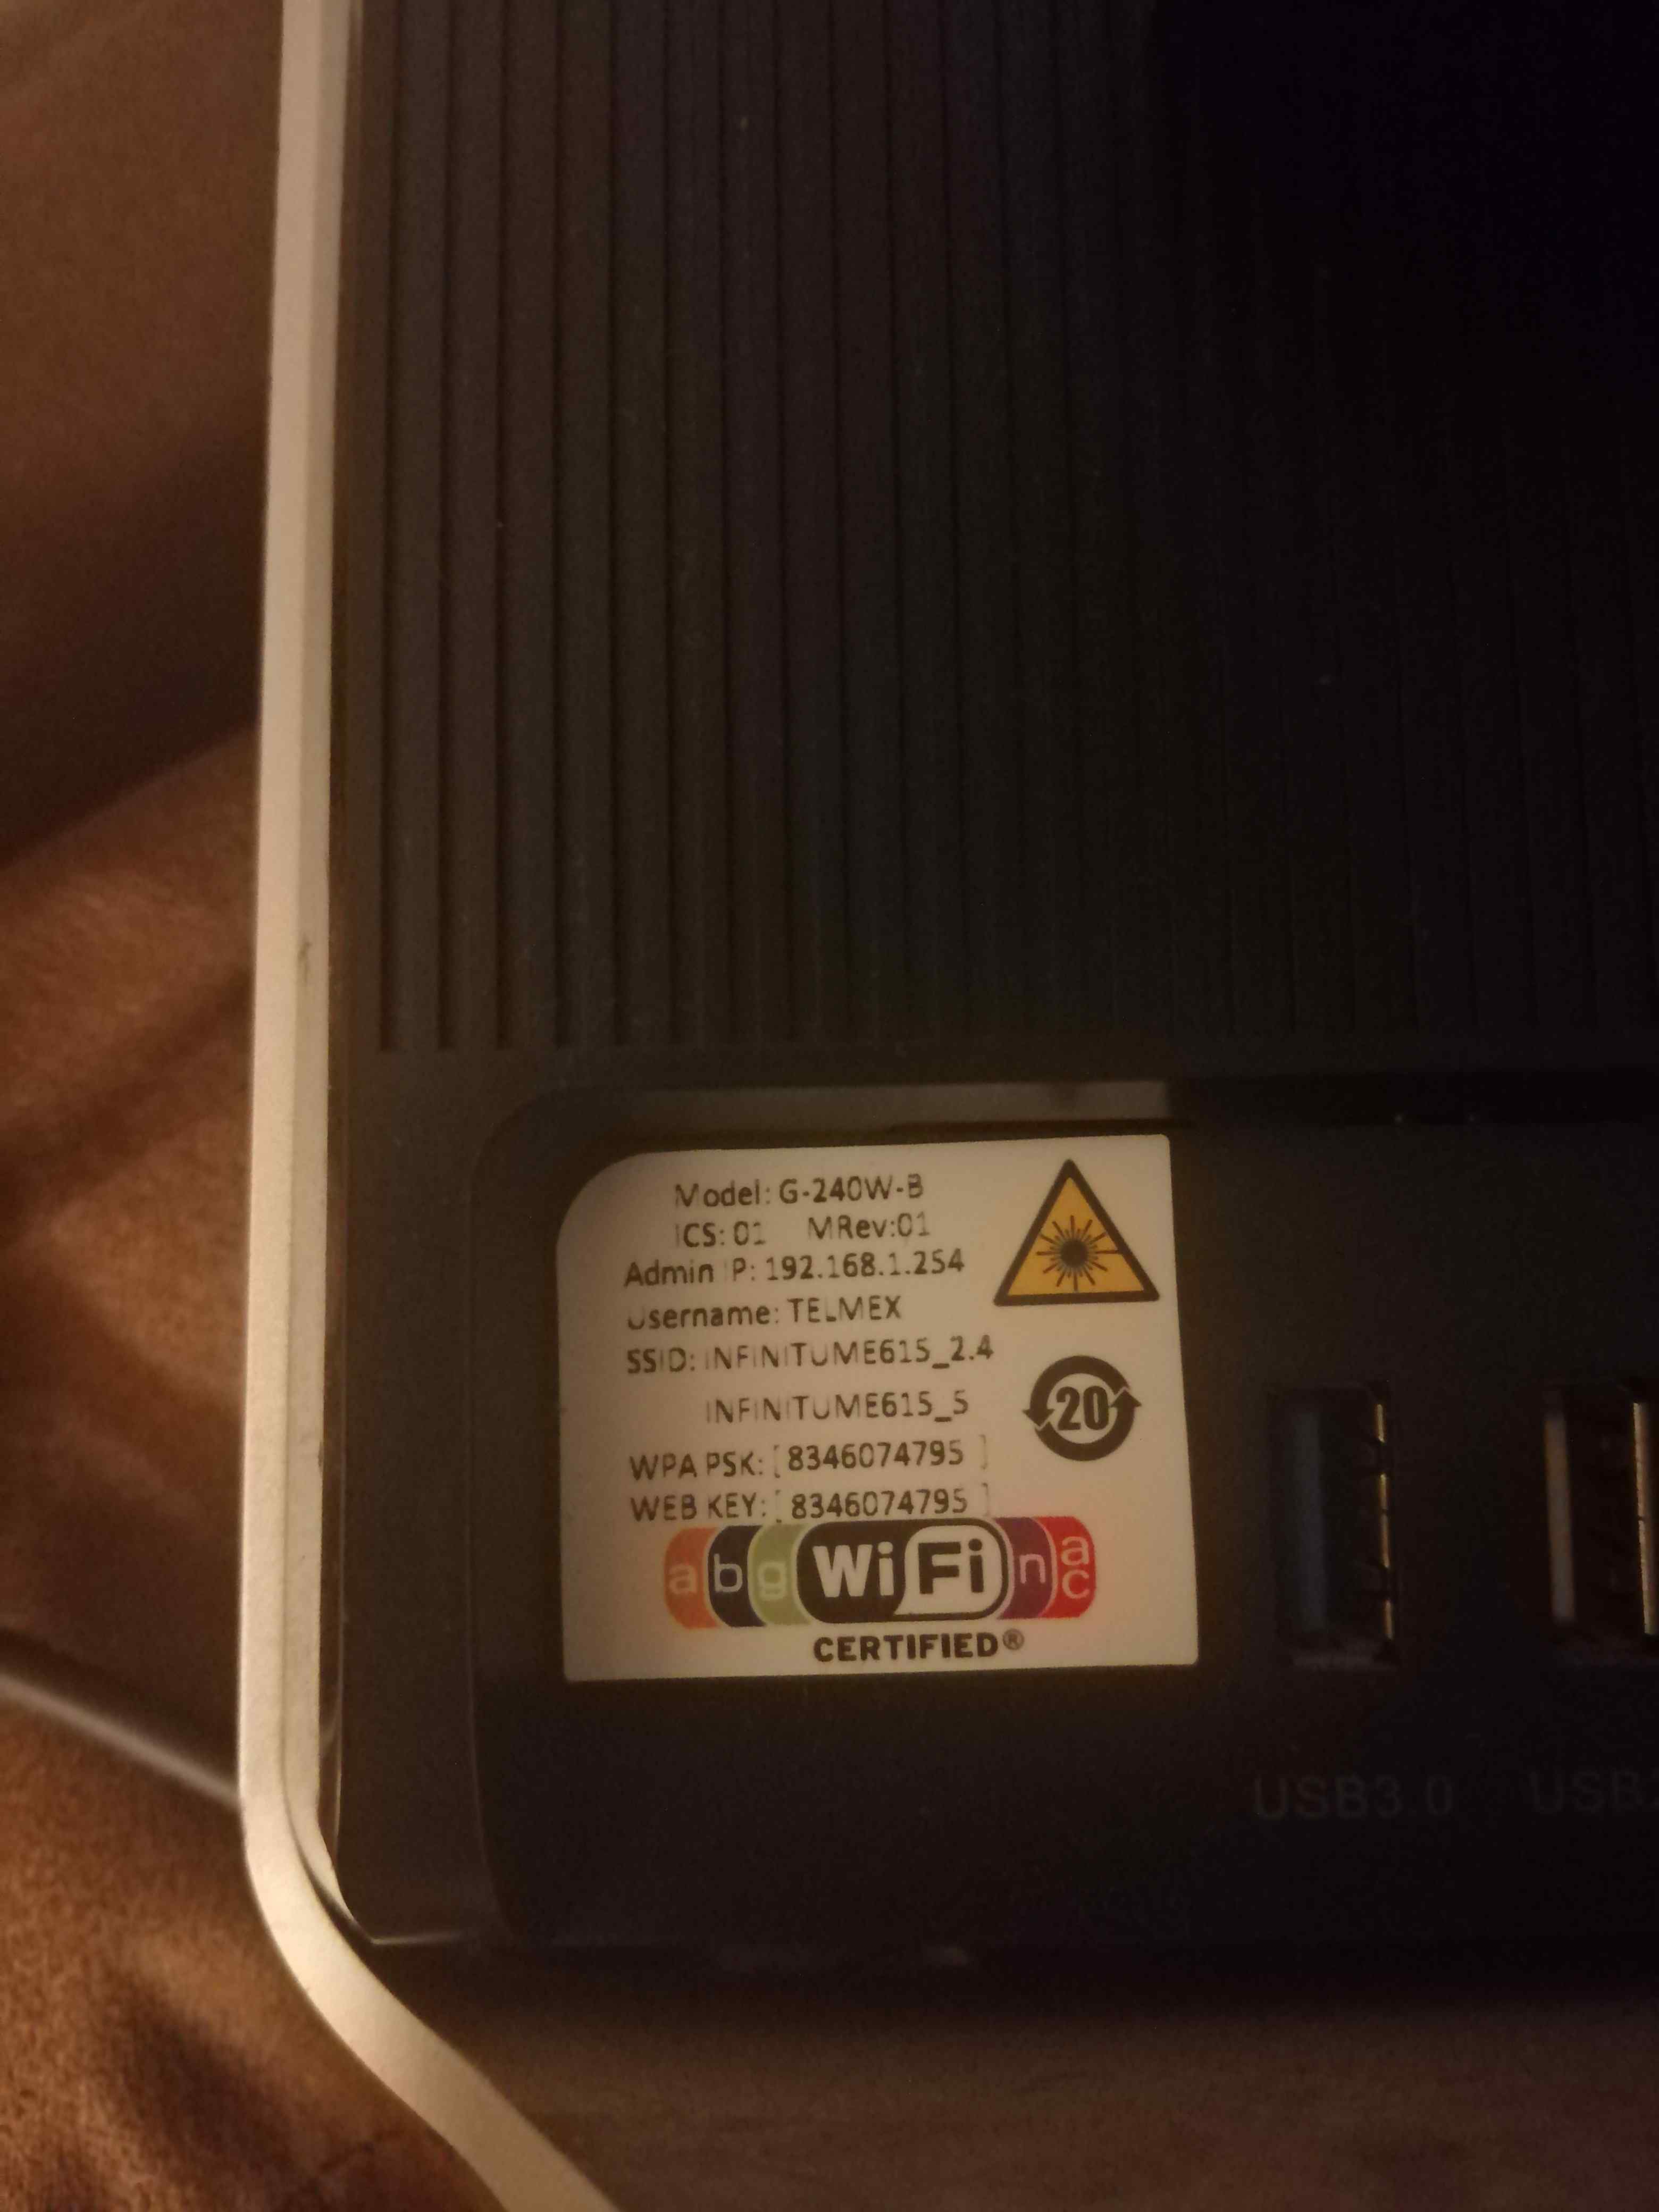 Model: G-240W-B
ICS: 01 MRev:01
Admin IP: 192.168.1.254
Username: TELMEX
SSID: INFINITUME615_2.4
INFINITUME615_5
WPA PSK: [ 8346074795 ]
WEB KEY: [ 8346074795 ]
20
a b g WiFi n ac
CERTIFIED®
USB3.0 USB